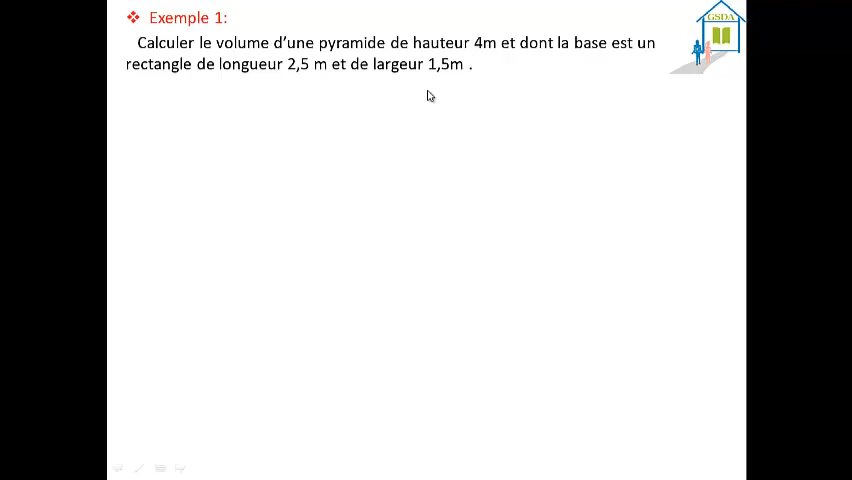 ❖ Exemple 1:
Calculer le volume d’une pyramide de hauteur 4m et dont la base est un
rectangle de longueur 2,5 m et de largeur 1,5m .
GSDA